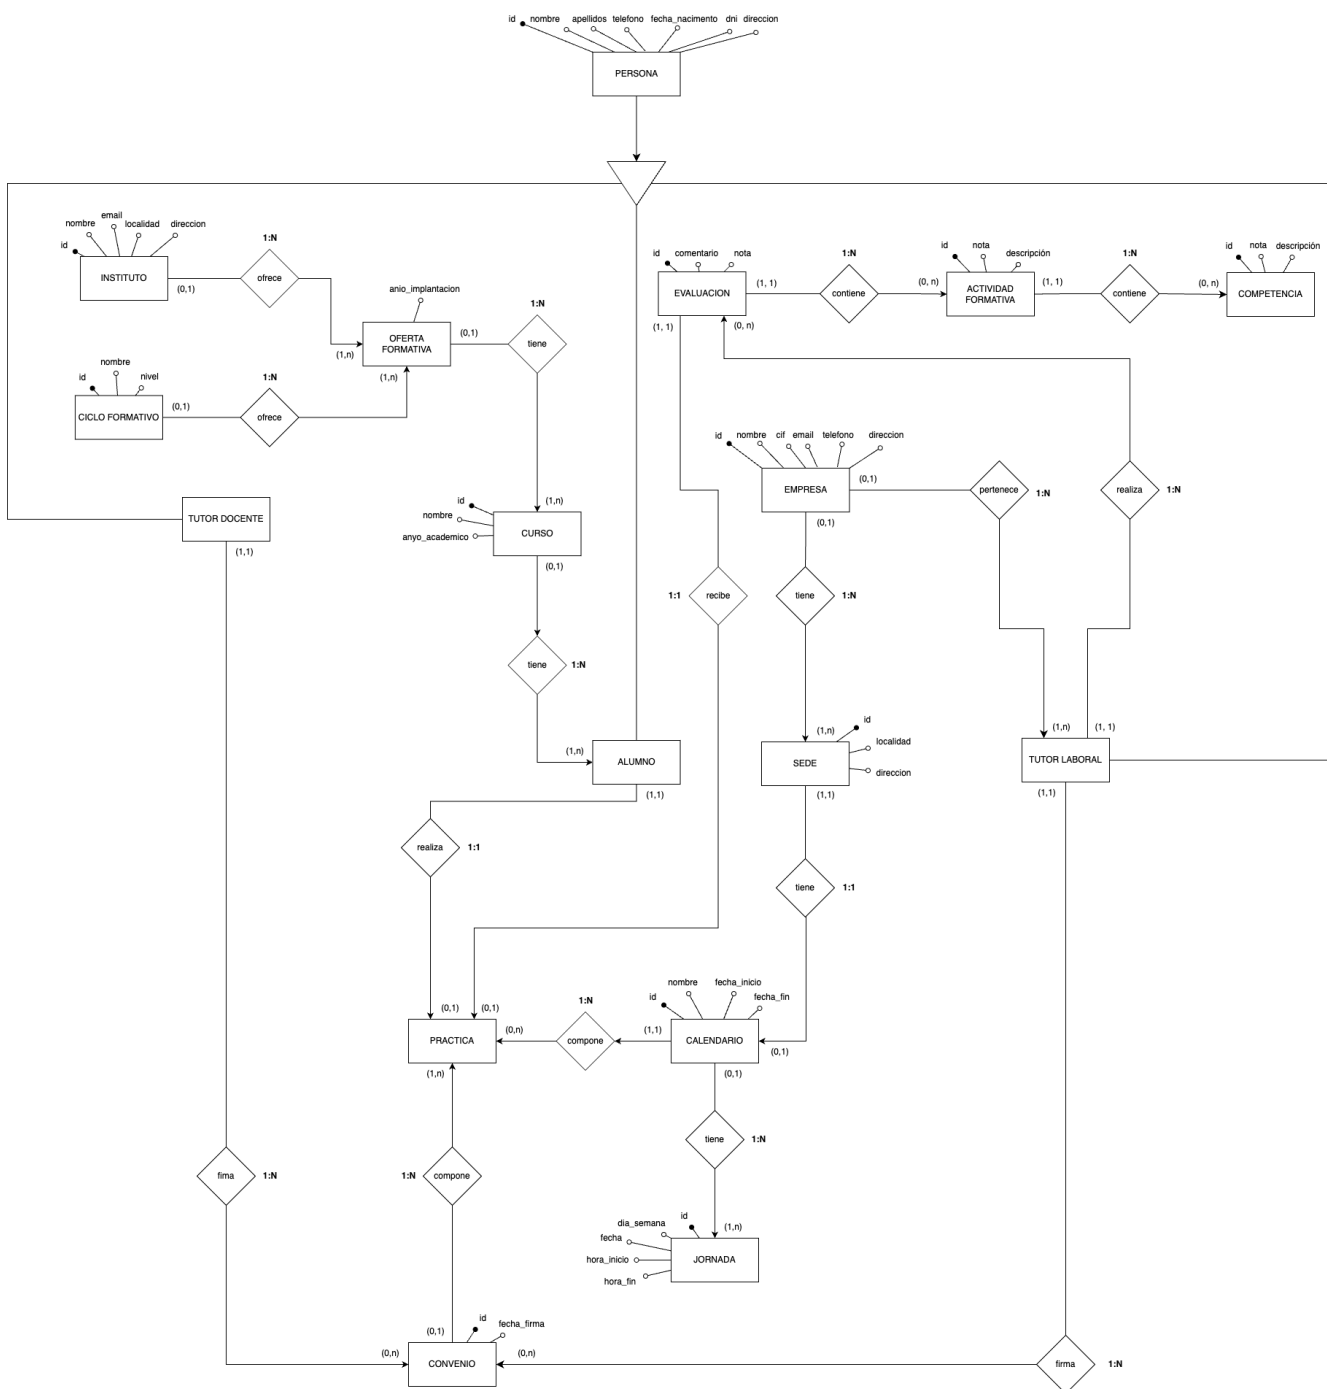 id nombre apellidos telefono fecha_nacimento dni direccion
PERSONA
nombre email localidad direccion
id
INSTITUTO
(0,1)
1:N
ofrece
anio_implantacion
OFERTA
FORMATIVA
(1,n)
(0,1)
(1,n)
1:N
tiene
id nombre nivel
CICLO FORMATIVO
(0,1)
1:N
ofrece
id comentario nota
EVALUACION
(1, 1)
(1, 1)
(0, n)
1:N
contiene
(0, n)
id nota descripción
ACTIVIDAD
FORMATIVA
(1, 1)
1:N
contiene
(0, n)
id nota descripción
COMPETENCIA
id nombre cif email telefono direccion
EMPRESA
(0,1)
(0,1)
pertenece
1:N
realiza
1:N
TUTOR DOCENTE
(1,1)
(1,n)
id
nombre
anyo_academico
CURSO
(0,1)
1:1
recibe
tiene
1:N
tiene
1:N
(1,n)
ALUMNO
(1,1)
(1,n)
id
localidad
direccion
SEDE
(1,1)
(1,n)
(1, 1)
TUTOR LABORAL
(1,1)
realiza
1:1
tiene
1:1
(0,1)
(0,1)
PRACTICA
(0,n)
(1,n)
1:N
compone
(1,1)
id nombre fecha_inicio fecha_fin
CALENDARIO
(0,1)
(0,1)
tiene
1:N
fima
1:N
1:N
compone
(1,n)
id
dia_semana
fecha
hora_inicio
hora_fin
JORNADA
(0,1)
id
fecha_firma
CONVENIO
(0,n)
(0,n)
firma
1:N